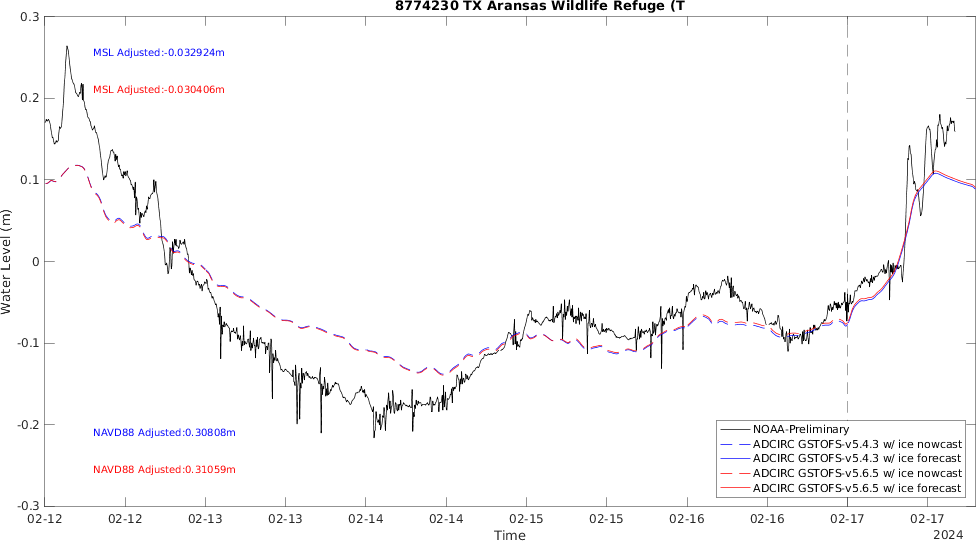 8774230 TX Aransas Wildlife Refuge (T
0.3
MSL Adjusted:-0.032924m
MSL Adjusted:-0.030406m
0.2
0.1
0
-0.1
-0.2
-0.3
Water Level (m)
NAVD88 Adjusted:0.30808m
NAVD88 Adjusted:0.31059m
NOAA-Preliminary
ADCIRC GSTOFS-v5.4.3 w/ ice nowcast
ADCIRC GSTOFS-v5.4.3 w/ ice forecast
ADCIRC GSTOFS-v5.6.5 w/ ice nowcast
ADCIRC GSTOFS-v5.6.5 w/ ice forecast
02-12 02-12 02-13 02-13 02-14 02-14 02-15 02-15 02-16 02-16 02-17 02-17
2024
Time